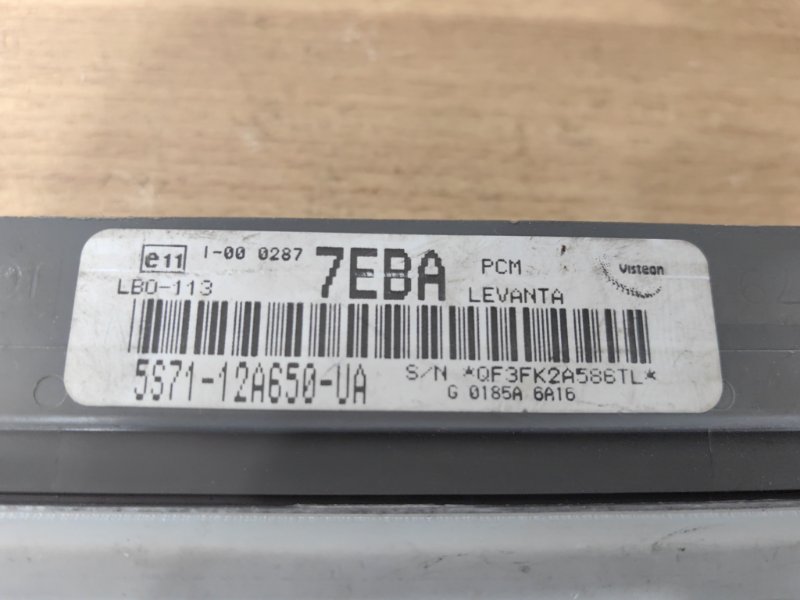 e11 I-00 0287 7EBA PCM Visteon
LBO-113 LEVANTA
5S71-12A650-UA S/N *QF3FK2A586TL*
G 0185A 6A16